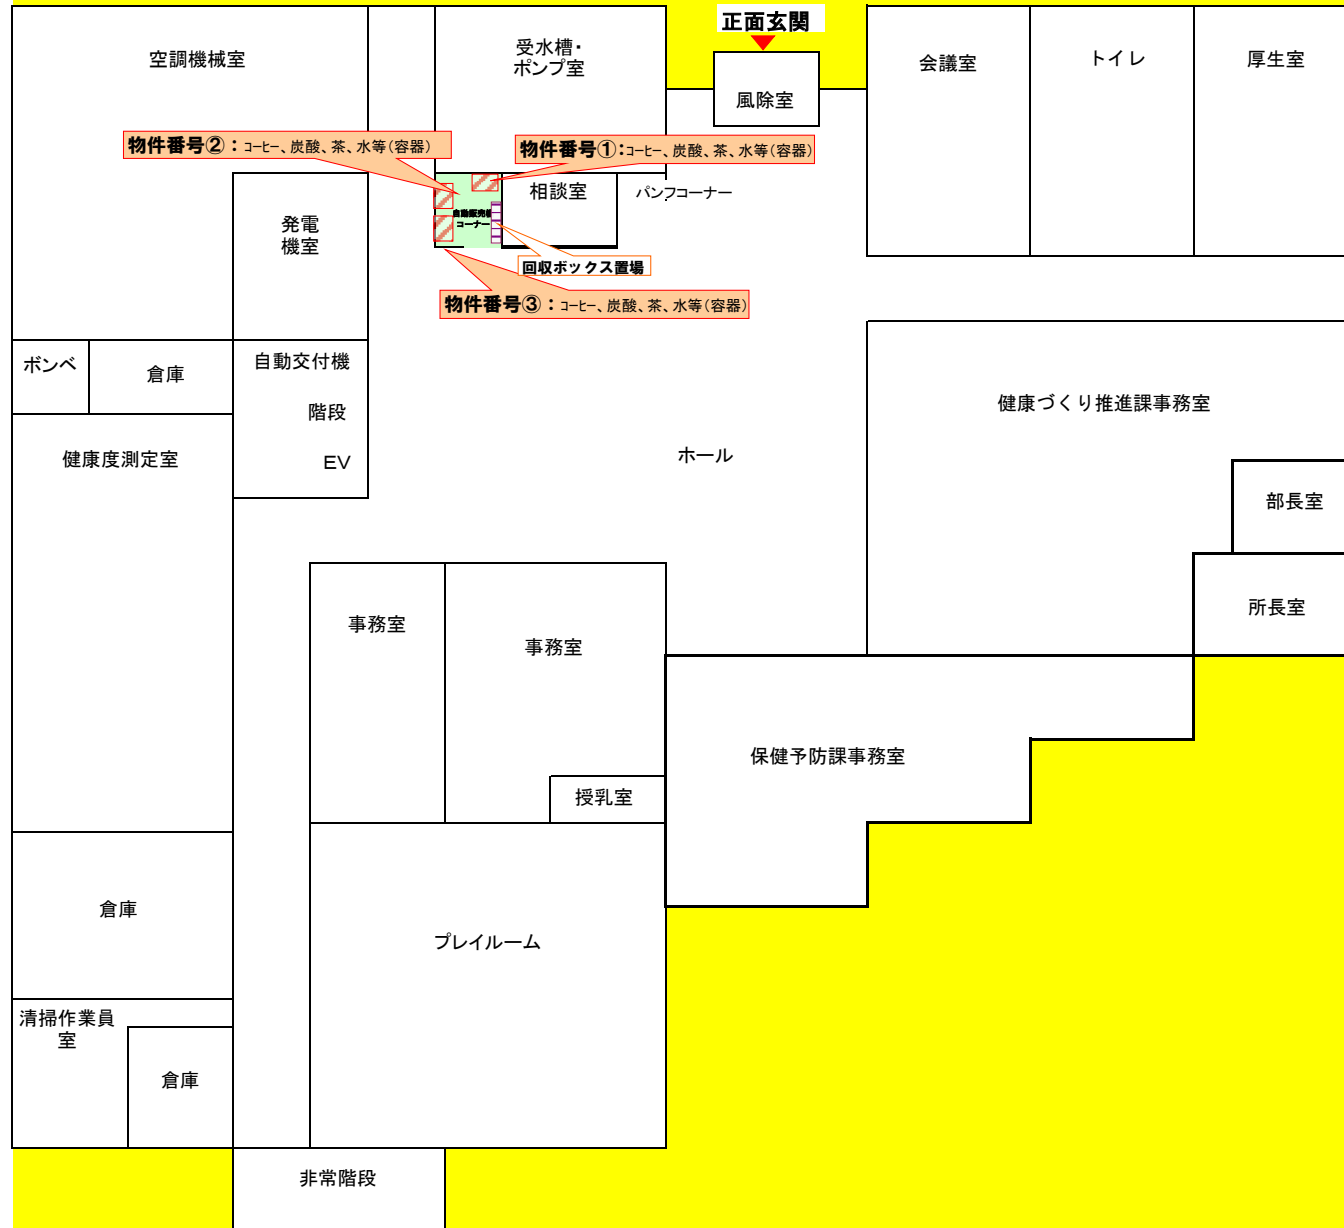 正面玄関
空調機械室
受水槽・
ポンプ室
風除室
会議室
トイレ
厚生室
物件番号②：コーヒー、炭酸、茶、水等(容器)
物件番号①：コーヒー、炭酸、茶、水等(容器)
相談室
パンフコーナー
自動販売機
コーナー
発電
機室
回収ボックス置場
物件番号③：コーヒー、炭酸、茶、水等(容器)
ボンベ
倉庫
自動交付機
階段
EV
健康度測定室
ホール
健康づくり推進課事務室
部長室
所長室
事務室
事務室
授乳室
保健予防課事務室
倉庫
プレイルーム
清掃作業員
室
倉庫
非常階段